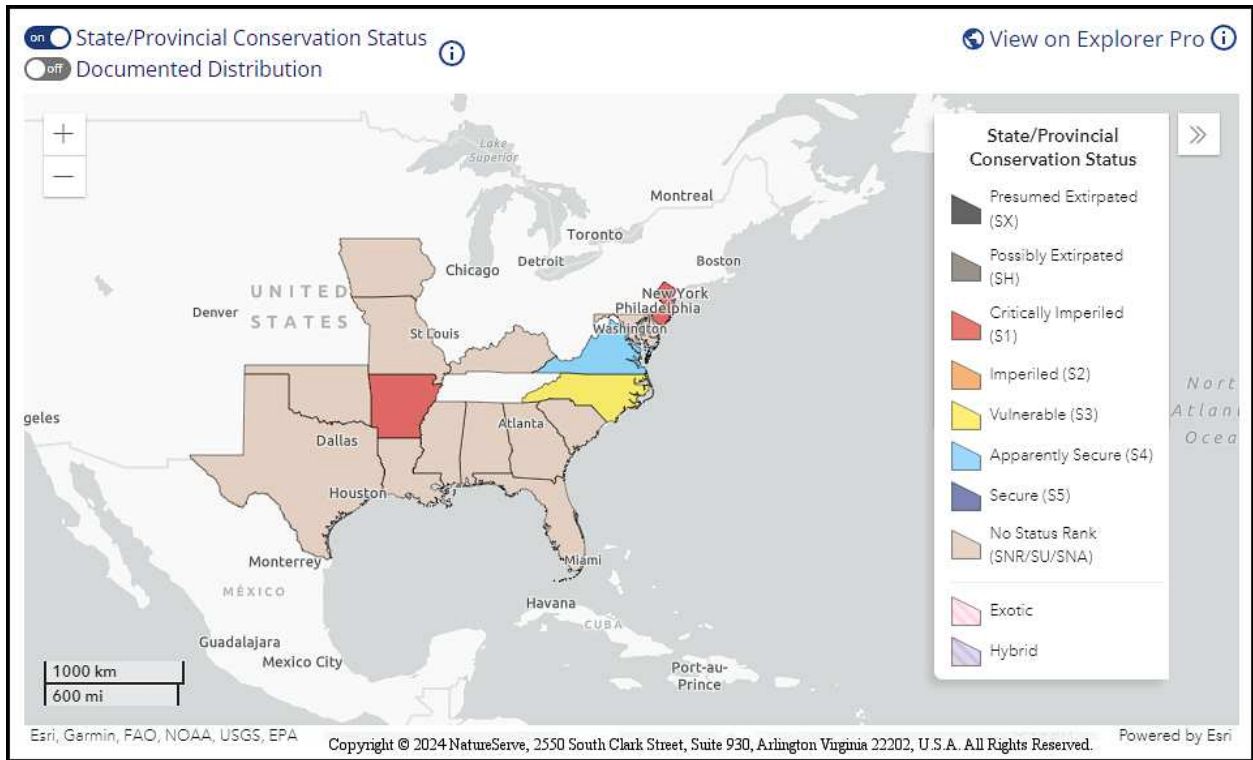 on State/Provincial Conservation Status
off Documented Distribution
View on Explorer Pro
+
−
Lake
Superior
Montreal
Toronto
Detroit
Boston
Chicago
New York
Philadelphia
UNITED
STATES
Denver
Washington
St Louis
geles
Atlanta
Dallas
Houston
Monterrey
Miami
MÉXICO
Havana
CUBA
Guadalajara
Mexico City
Port-au-
Prince
Nort
Atlan
Ocea
State/Provincial
Conservation Status
Presumed Extirpated
(SX)
Possibly Extirpated
(SH)
Critically Imperiled
(S1)
Imperiled (S2)
Vulnerable (S3)
Apparently Secure (S4)
Secure (S5)
No Status Rank
(SNR/SU/SNA)
Exotic
Hybrid
1000 km
600 mi
Esri, Garmin, FAO, NOAA, USGS, EPA
Copyright © 2024 NatureServe, 2550 South Clark Street, Suite 930, Arlington Virginia 22202, U.S.A. All Rights Reserved.
Powered by Esri